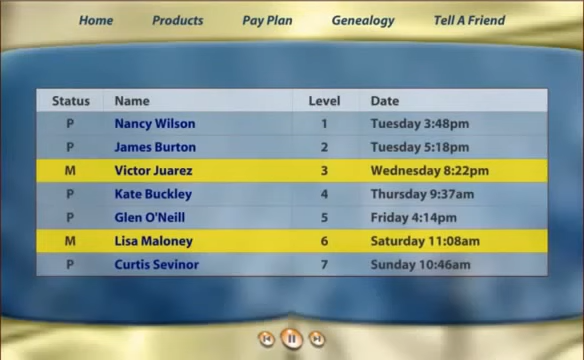 Home Products Pay Plan Genealogy Tell A Friend
Status Name Level Date
P Nancy Wilson 1 Tuesday 3:48pm
P James Burton 2 Tuesday 5:18pm
M Victor Juarez 3 Wednesday 8:22pm
P Kate Buckley 4 Thursday 9:37am
P Glen O'Neill 5 Friday 4:14pm
M Lisa Maloney 6 Saturday 11:08am
P Curtis Sevinor 7 Sunday 10:46am